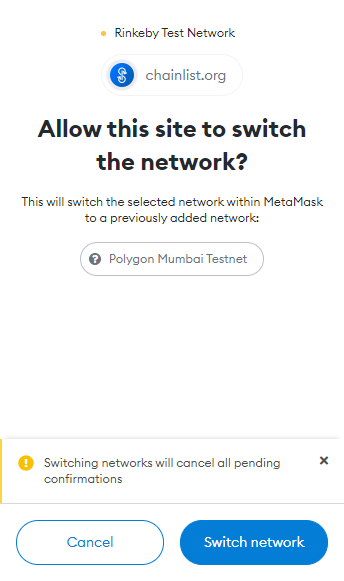 Rinkeby Test Network
chainlist.org
Allow this site to switch
the network?
This will switch the selected network within MetaMask
to a previously added network:
Polygon Mumbai Testnet
Switching networks will cancel all pending
confirmations
Cancel
Switch network